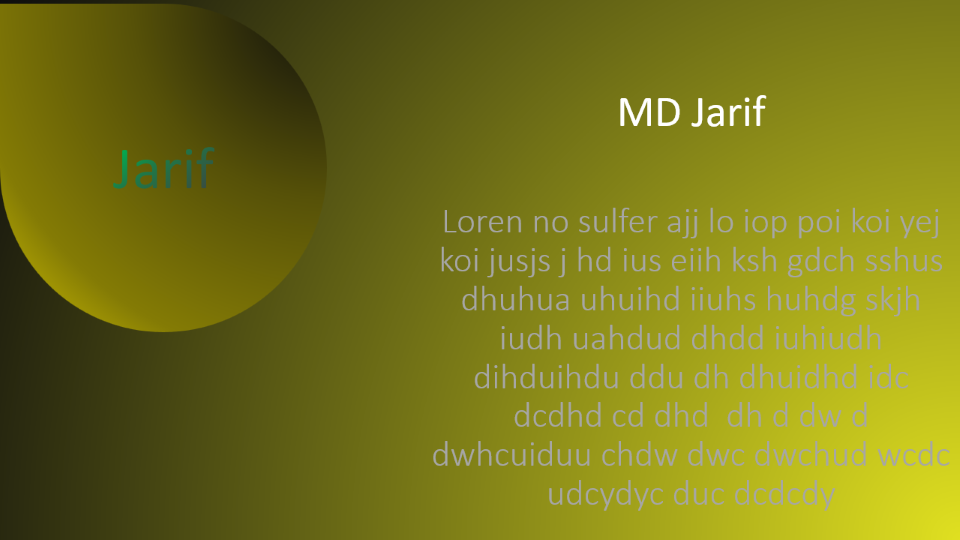 Jarif
MD Jarif
Loren no sulfer ajj lo iop poi koi yej
koi jusjs j hd ius eiih ksh gdch sshus
dhuhua uhuihd iiuhs huhdg skjh
iudh uahdud dhdd iuhiudh
dihduihdu ddu dh dhuidhd idc
dcdhd cd dhd  dh d dw d
dwhcuiduu chdw dwc dwchud wcdc
udcydyc duc dcdcdy